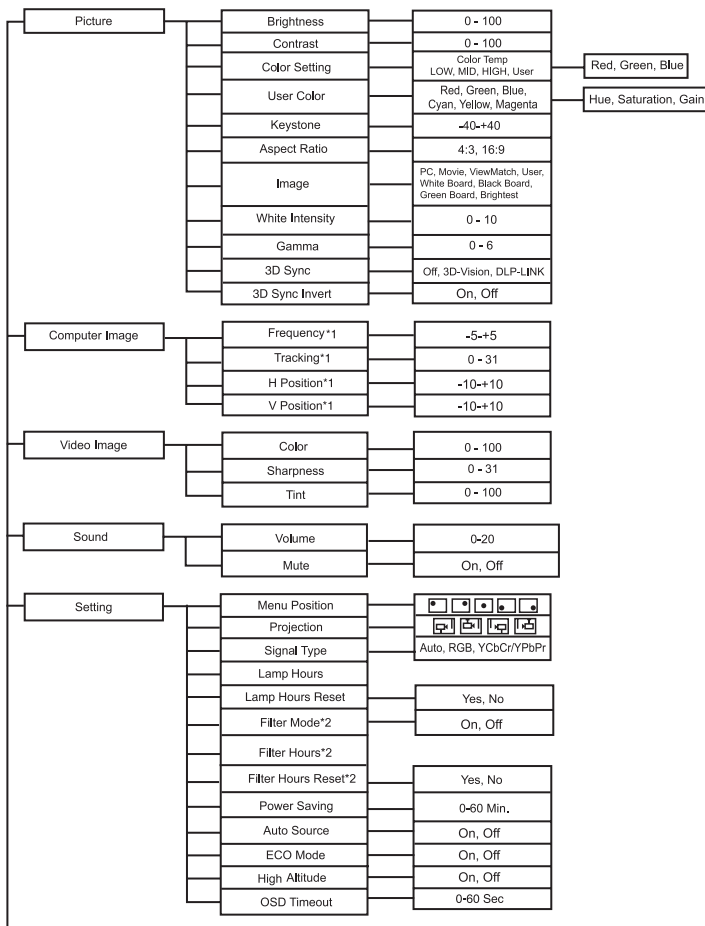 Picture
Brightness
0 - 100
Contrast
0 - 100
Color Setting
Color Temp
LOW, MID, HIGH, User
Red, Green, Blue
User Color
Red, Green, Blue,
Cyan, Yellow, Magenta
Hue, Saturation, Gain
Keystone
-40-+40
Aspect Ratio
4:3, 16:9
Image
PC, Movie, ViewMatch, User,
White Board, Black Board,
Green Board, Brightest
White Intensity
0 - 10
Gamma
0 - 6
3D Sync
Off, 3D-Vision, DLP-LINK
3D Sync Invert
On, Off
Computer Image
Frequency*1
-5-+5
Tracking*1
0 - 31
H Position*1
-10-+10
V Position*1
-10-+10
Video Image
Color
0 - 100
Sharpness
0 - 31
Tint
0 - 100
Sound
Volume
0-20
Mute
On, Off
Setting
Menu Position
Projection
Signal Type
Auto, RGB, YCbCr/YPbPr
Lamp Hours
Lamp Hours Reset
Yes, No
Filter Mode*2
On, Off
Filter Hours*2
Filter Hours Reset*2
Yes, No
Power Saving
0-60 Min.
Auto Source
On, Off
ECO Mode
On, Off
High Altitude
On, Off
OSD Timeout
0-60 Sec